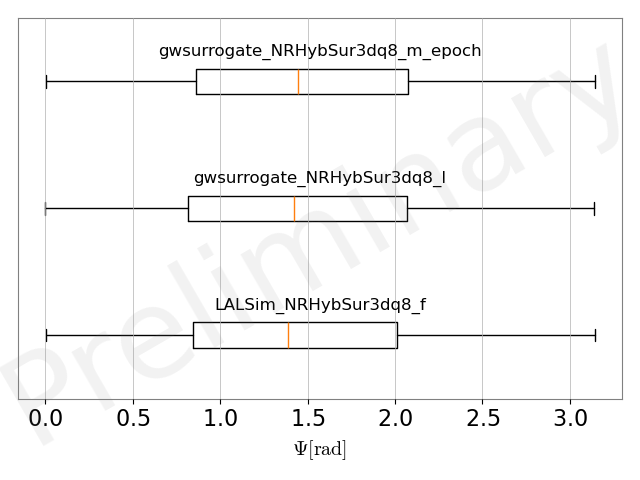 gwsurrogate_NRHybSur3dq8_m_epoch
gwsurrogate_NRHybSur3dq8_l
LALSim_NRHybSur3dq8_f
Preliminary
0.0 0.5 1.0 1.5 2.0 2.5 3.0
Ψ[rad]